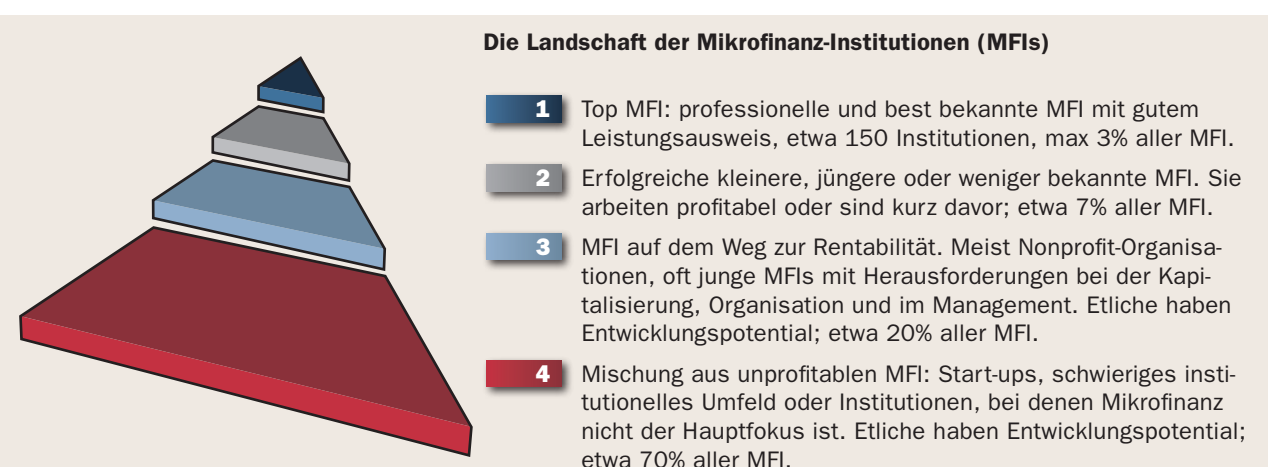 Die Landschaft der Mikrofinanz-Institutionen (MFIs)
1 Top MFI: professionelle und best bekannte MFI mit gutem
Leistungsausweis, etwa 150 Institutionen, max 3% aller MFI.
2 Erfolgreiche kleinere, jüngere oder weniger bekannte MFI. Sie
arbeiten profitabel oder sind kurz davor; etwa 7% aller MFI.
3 MFI auf dem Weg zur Rentabilität. Meist Nonprofit-Organisa-
tionen, oft junge MFIs mit Herausforderungen bei der Kapi-
talisierung, Organisation und im Management. Etliche haben
Entwicklungspotential; etwa 20% aller MFI.
4 Mischung aus unprofitablen MFI: Start-ups, schwieriges insti-
tutionelles Umfeld oder Institutionen, bei denen Mikrofinanz
nicht der Hauptfokus ist. Etliche haben Entwicklungspotential;
etwa 70% aller MFI.